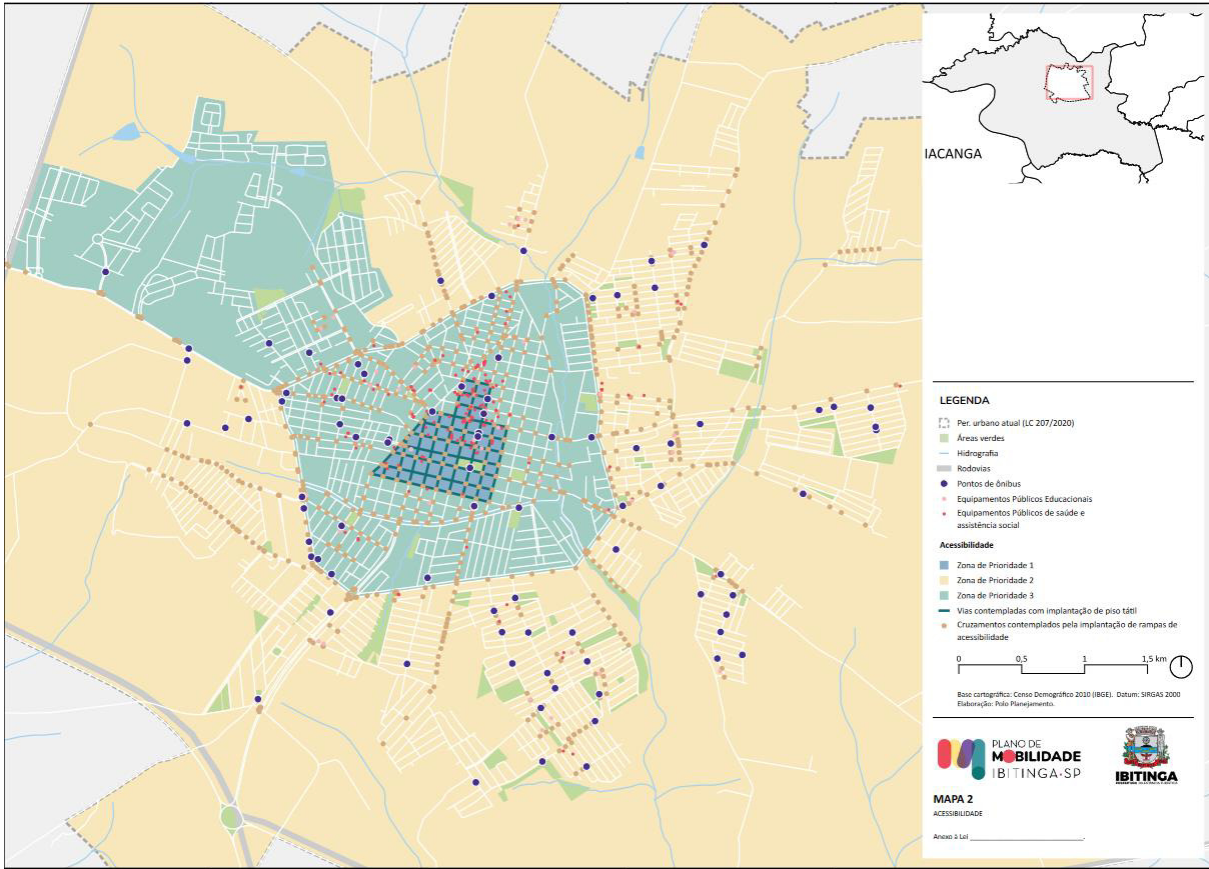 IACANGA
LEGENDA
Per. urbano atual (LC 207/2020)
Áreas verdes
Hidrografia
Rodovias
Pontos de ônibus
Equipamentos Públicos Educacionais
Equipamentos Públicos de saúde e
assistência social
Acessibilidade
Zona de Prioridade 1
Zona de Prioridade 2
Zona de Prioridade 3
Vias contempladas com implantação de piso tátil
Cruzamentos contemplados pela implantação de rampas de
acessibilidade
0 0,5 1 1,5 km
Base cartográfica: Censo Demográfico 2010 (IBGE). Datum: SIRGAS 2000
Elaboração: Polo Planejamento.
PLANO DE
MOBILIDADE
IBITINGA·SP
IBITINGA
MAPA 2
ACESSIBILIDADE
Anexo à Lei ______________________________.